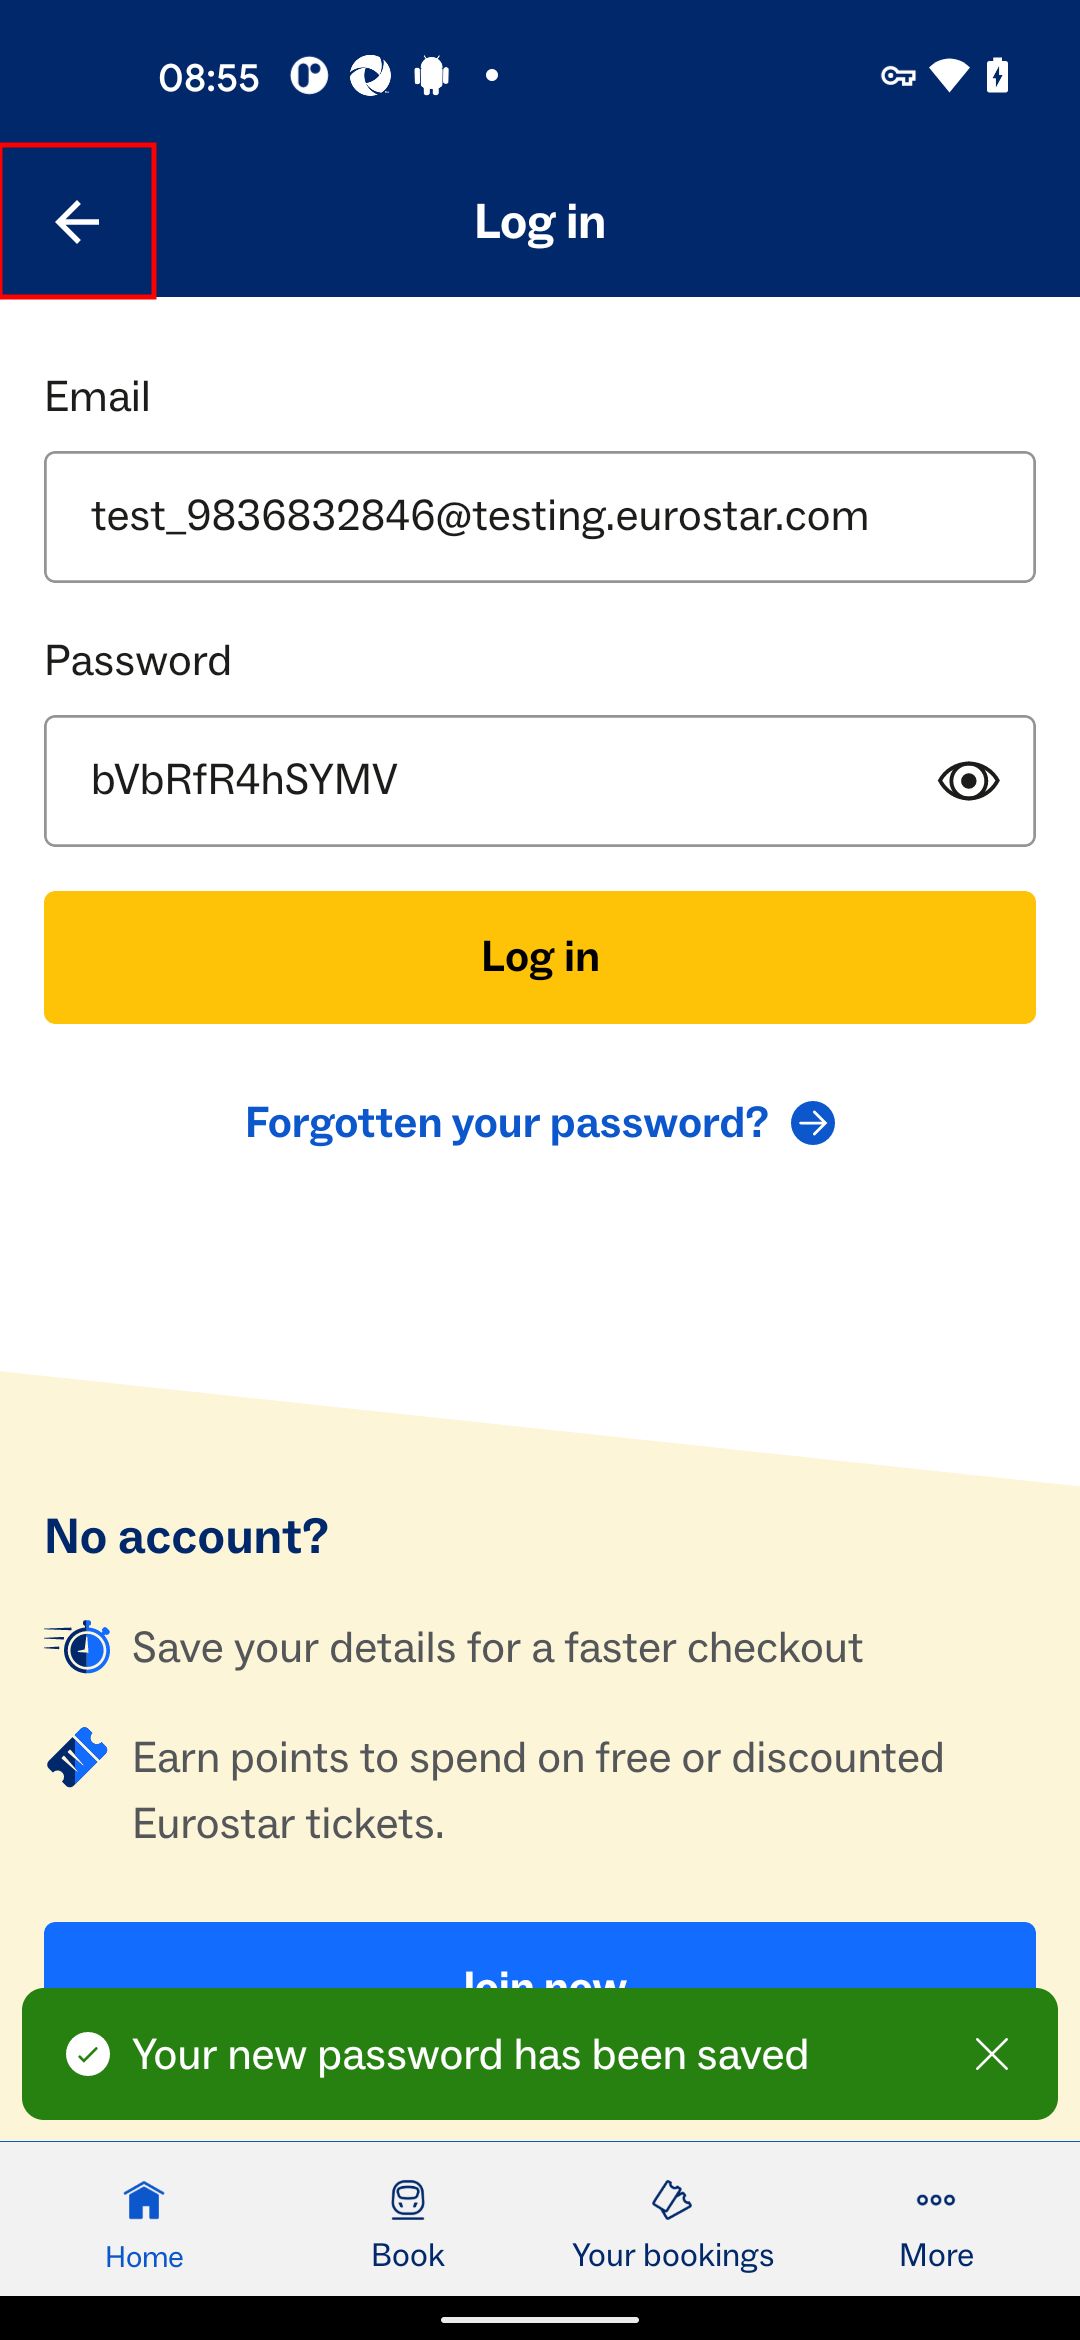 08:55
Log in
Email
test_9836832846@testing.eurostar.com
Password
bVbRfR4hSYMV
Log in
Forgotten your password?
No account?
Save your details for a faster checkout
Earn points to spend on free or discounted
Eurostar tickets.
Join now
Your new password has been saved
Home
Book
Your bookings
More